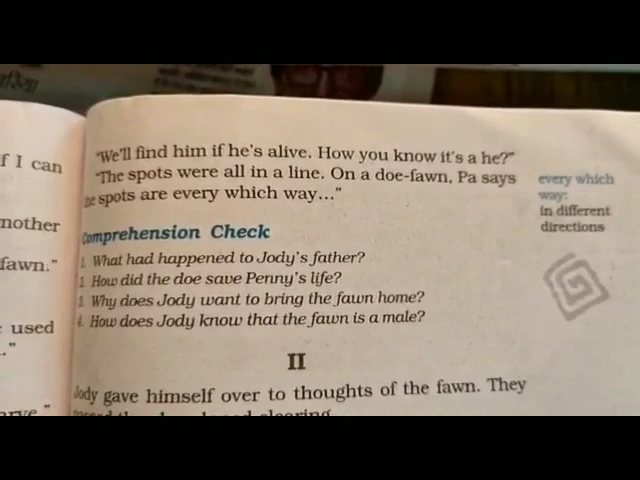 रिया
f I can
nother
fawn."
used
."
"We'll find him if he's alive. How you know it's a he?"
"The spots were all in a line. On a doe-fawn, Pa says
the spots are every which way..."
every which
way:
in different
directions
Comprehension Check
1. What had happened to Jody's father?
2. How did the doe save Penny's life?
3. Why does Jody want to bring the fawn home?
4. How does Jody know that the fawn is a male?
II
Jody gave himself over to thoughts of the fawn. They
clearing.